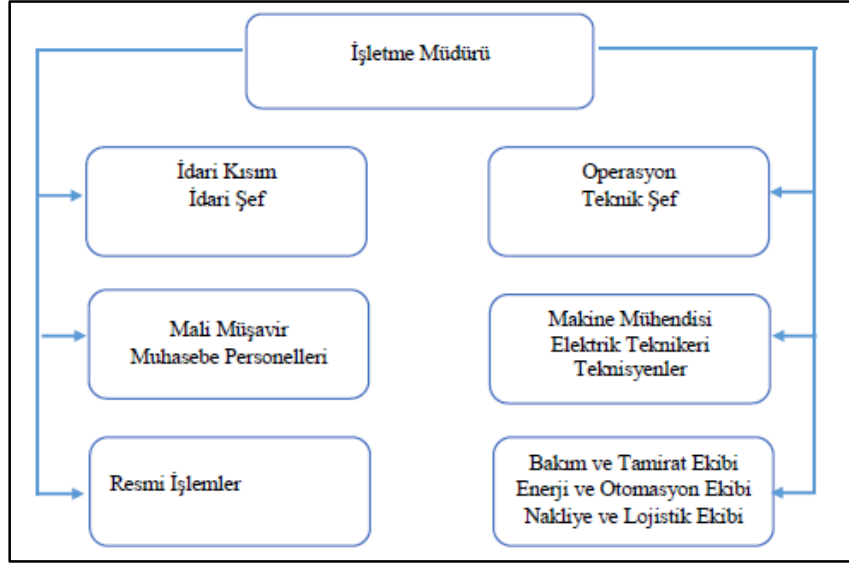 İşletme Müdürü
İdari Kısım
İdari Şef
Operasyon
Teknik Şef
Mali Müşavir
Muhasebe Personelleri
Makine Mühendisi
Elektrik Teknikeri
Teknisyenler
Resmi İşlemler
Bakım ve Tamirat Ekibi
Enerji ve Otomasyon Ekibi
Nakliye ve Lojistik Ekibi